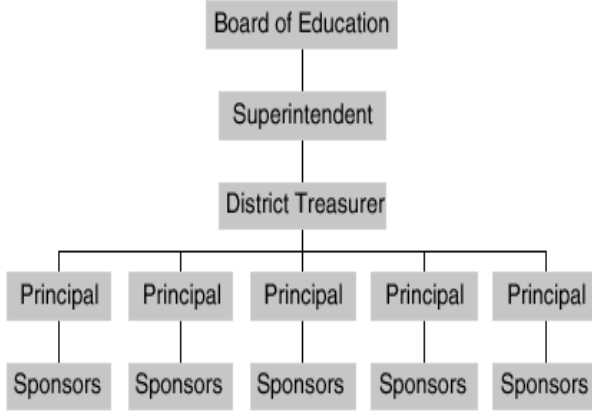 Board of Education
Superintendent
District Treasurer
Principal Principal Principal Principal Principal
Sponsors Sponsors Sponsors Sponsors Sponsors